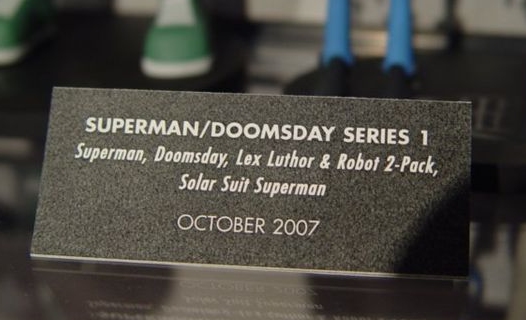 SUPERMAN/DOOMSDAY SERIES 1
Superman, Doomsday, Lex Luthor & Robot 2-Pack,
Solar Suit Superman
OCTOBER 2007